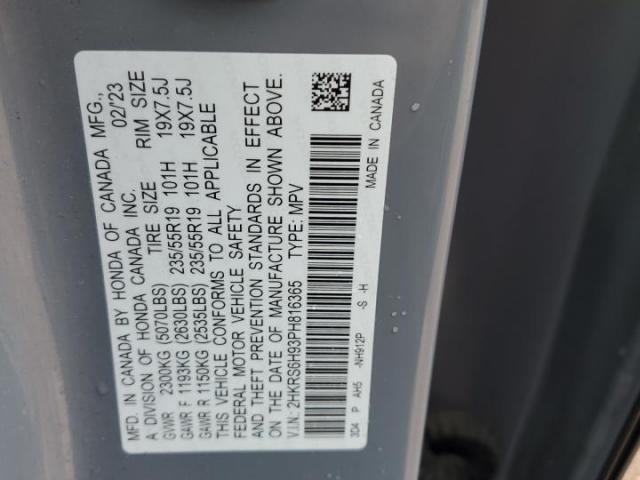 MFD. IN CANADA BY HONDA OF CANADA MFG.,
A DIVISION OF HONDA CANADA INC. 02/'23
TIRE SIZE RIM SIZE
GVWR 2300KG (5070LBS)
GAWR F 1193KG (2630LBS) 235/55R19 101H 19X7.5J
GAWR R 1150KG (2535LBS) 235/55R19 101H 19X7.5J
THIS VEHICLE CONFORMS TO ALL APPLICABLE
FEDERAL MOTOR VEHICLE SAFETY
AND THEFT PREVENTION STANDARDS IN EFFECT
ON THE DATE OF MANUFACTURE SHOWN ABOVE.
V.I.N.: 2HKRS6H93PH816365 TYPE: MPV
3D4 P AH5 -NH912P -S -H MADE IN CANADA